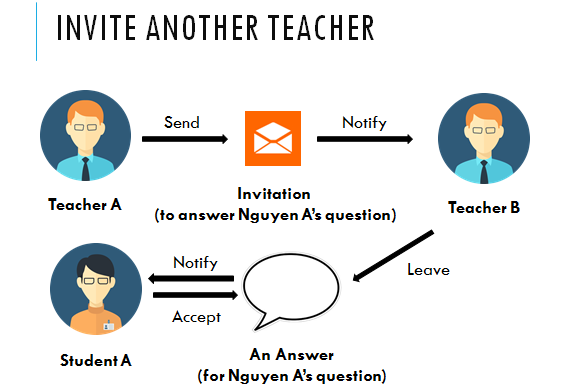 INVITE ANOTHER TEACHER
Send
Notify
Teacher A
Invitation
(to answer Nguyen A's question)
Teacher B
Notify
Leave
Accept
Student A
An Answer
(for Nguyen A's question)